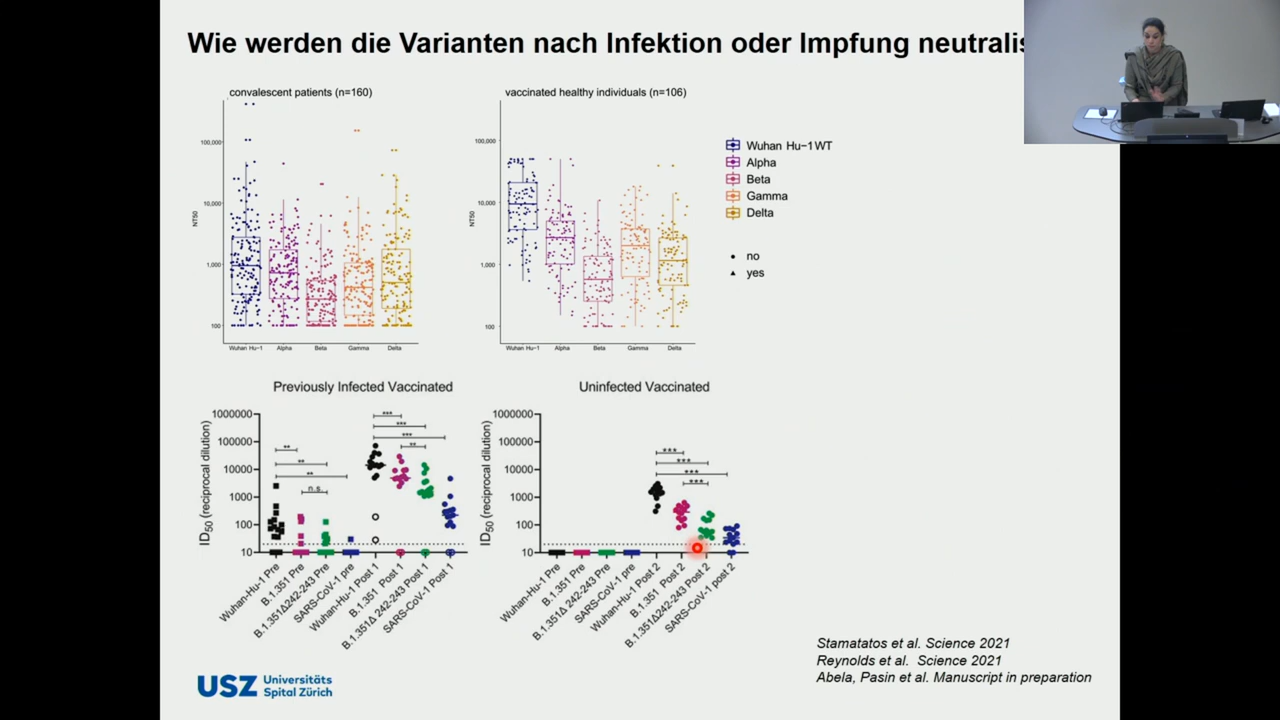 Wie werden die Varianten nach Infektion oder Impfung
convalescent patients (n=160)
NT50
100,000
10,000
1,000
100
Wuhan Hu−1
Alpha
Beta
Gamma
Delta
vaccinated healthy individuals (n=106)
NT50
100,000
10,000
1,000
100
Wuhan Hu−1
Alpha
Beta
Gamma
Delta
Wuhan Hu−1 WT
Alpha
Beta
Gamma
Delta
no
yes
Previously Infected Vaccinated
ID50 (reciprocal dilution)
1000000
100000
10000
1000
100
10
**
**
**
n.s.
***
***
***
**
Wuhan-Hu-1 Pre
B.1.351 Pre
B.1.351Δ242-243 Pre
SARS-CoV-1 pre
Wuhan-Hu-1 Post 1
B.1.351 Post 1
B.1.351Δ 242-243 Post 1
SARS-CoV-1 Post 1
Uninfected Vaccinated
ID50 (reciprocal dilution)
1000000
100000
10000
1000
100
10
***
***
***
***
Wuhan-Hu-1 Pre
B.1.351 Pre
B.1.351Δ 242-243 Pre
SARS-CoV-1 pre
Wuhan-Hu-1 Post 2
B.1.351 Post 2
B.1.351Δ242-243 Post 2
SARS-CoV-1 post 2
Stamatatos et al. Science 2021
Reynolds et al. Science 2021
Abela, Pasin et al. Manuscript in preparation
USZ Universitäts
Spital Zürich